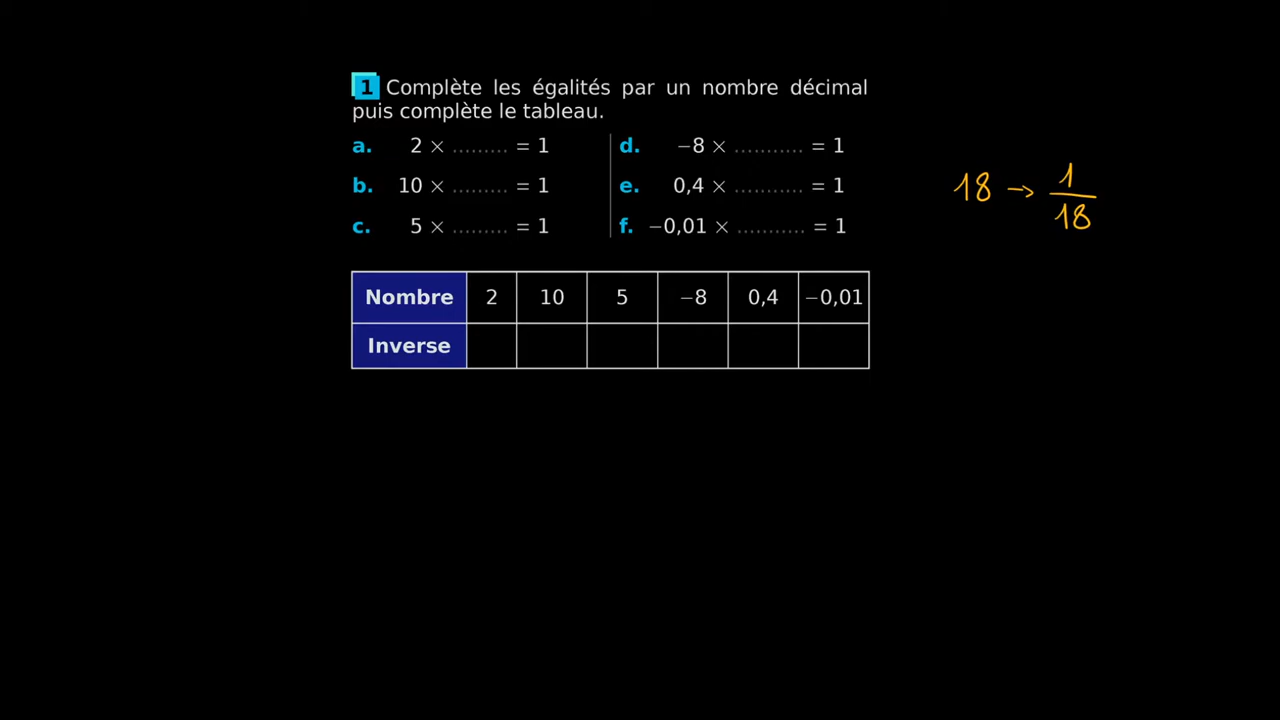 1 Complète les égalités par un nombre décimal
puis complète le tableau.
a. 2 × ......... = 1
b. 10 × ......... = 1
c. 5 × ......... = 1
d. −8 × ........... = 1
e. 0,4 × ........... = 1
f. −0,01 × ........... = 1
18 → 1/18
Nombre 2 10 5 −8 0,4 −0,01
Inverse